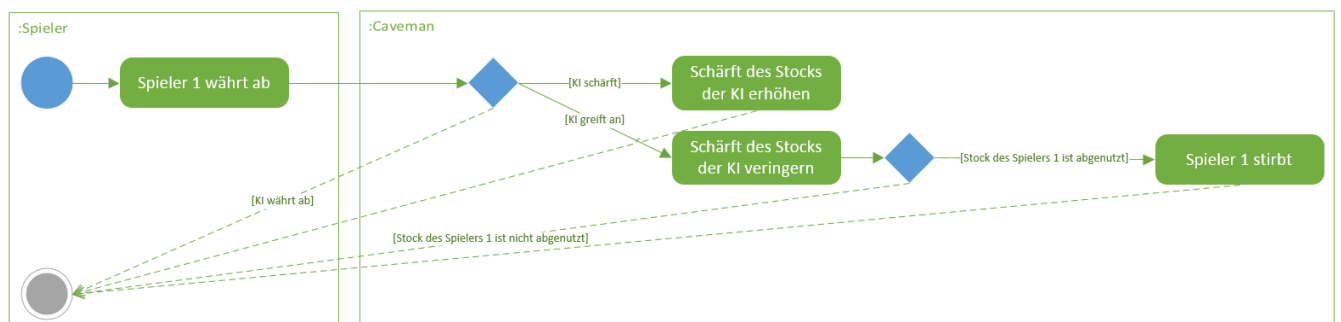 :Spieler
:Caveman
Spieler 1 währt ab
[KI schärft]
Schärft des Stocks
der KI erhöhen
[KI greift an]
Schärft des Stocks
der KI veringern
[Stock des Spielers 1 ist abgenutzt]
Spieler 1 stirbt
[KI währt ab]
[Stock des Spielers 1 ist nicht abgenutzt]